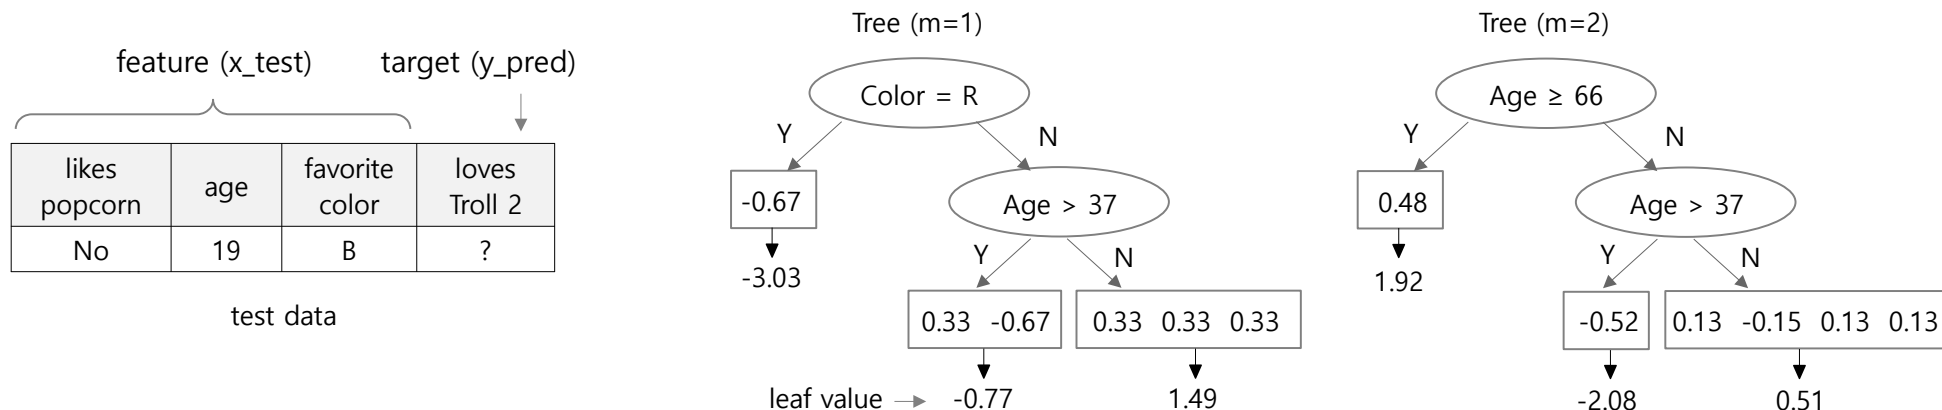 feature (x_test)
target (y_pred)
likes popcorn
age
favorite color
loves Troll 2
No
19
B
?
test data
Tree (m=1)
Color = R
Y
N
-0.67
-3.03
Age > 37
Y
N
0.33 -0.67
0.33 0.33 0.33
leaf value
-0.77
1.49
Tree (m=2)
Age ≥ 66
Y
N
0.48
1.92
Age > 37
Y
N
-0.52
0.13 -0.15 0.13 0.13
-2.08
0.51